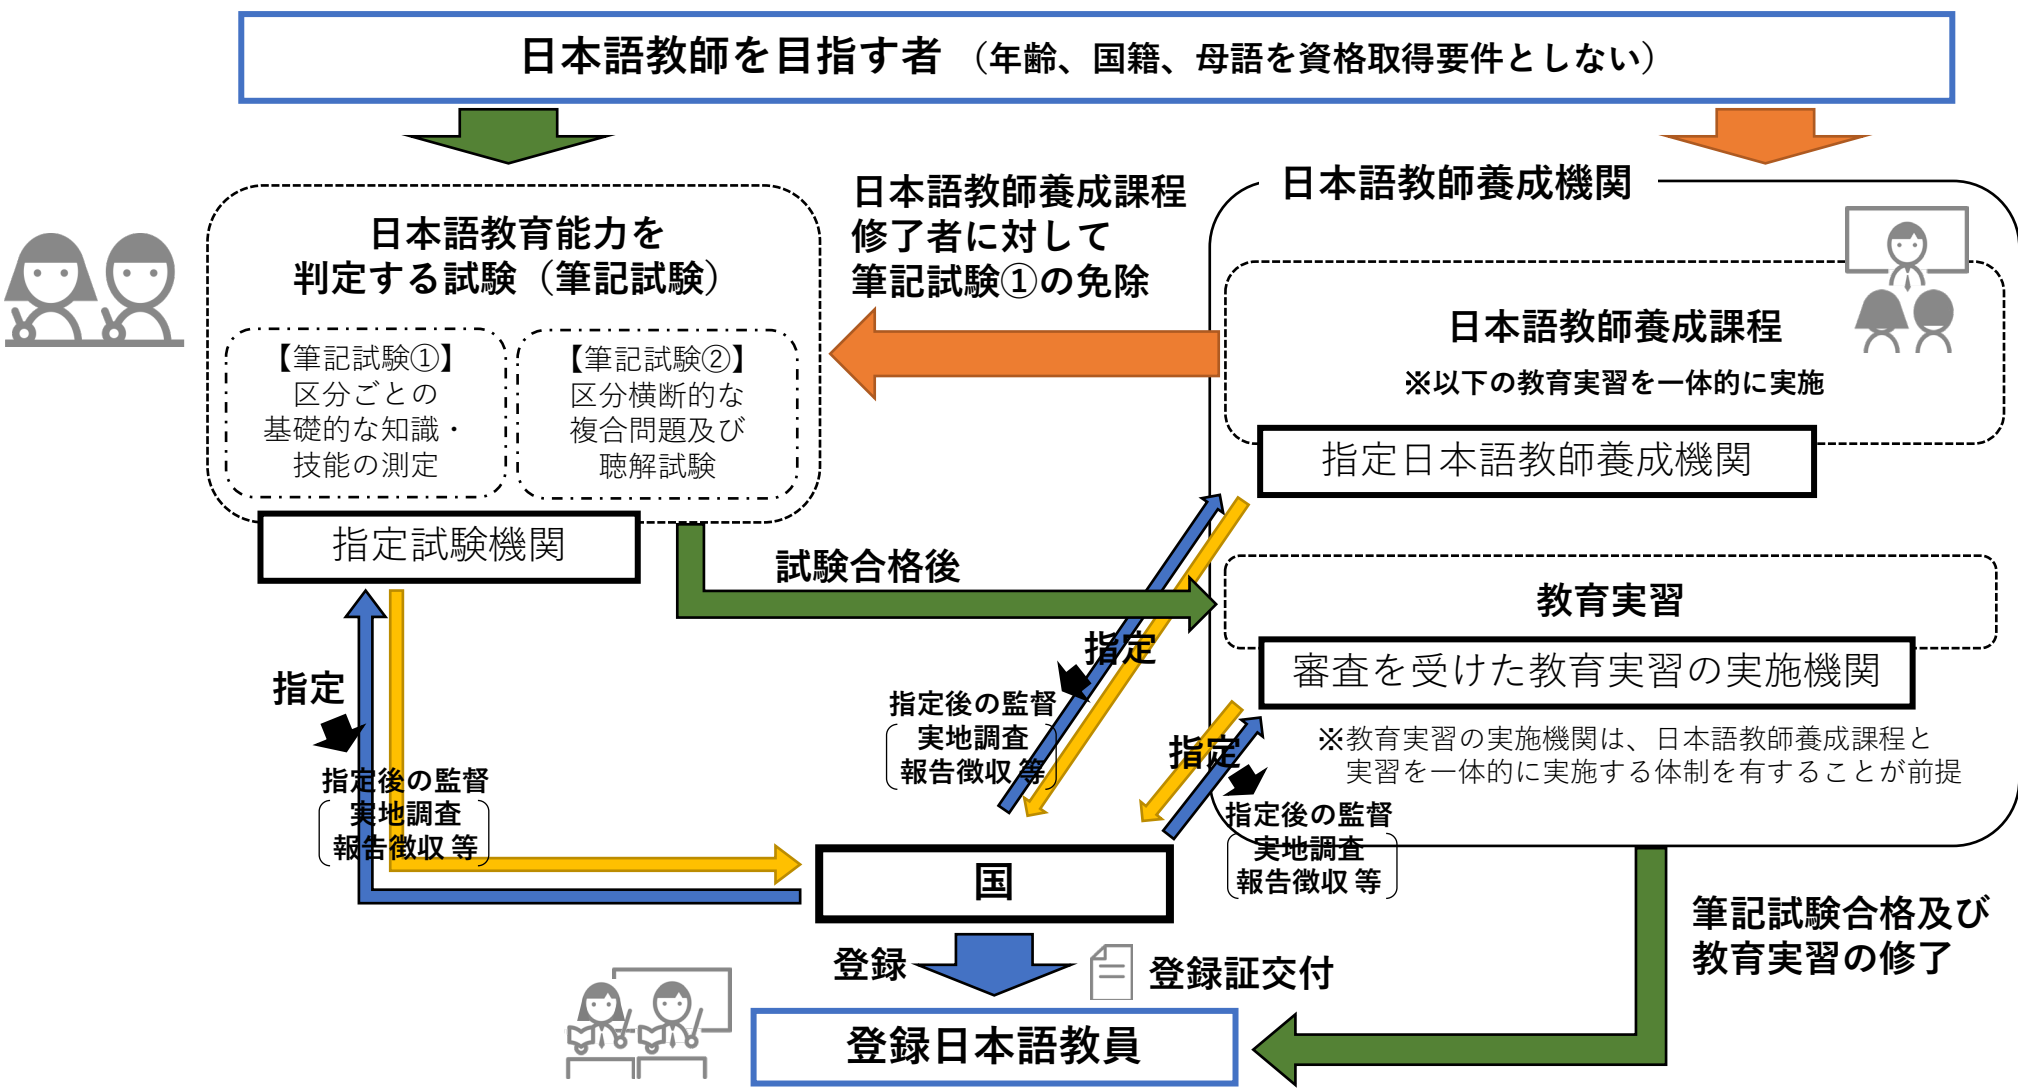 日本語教師を目指す者 （年齢、国籍、母語を資格取得要件としない）
日本語教育能力を
判定する試験（筆記試験）
【筆記試験①】
区分ごとの
基礎的な知識・
技能の測定
【筆記試験②】
区分横断的な
複合問題及び
聴解試験
指定試験機関
日本語教師養成課程
修了者に対して
筆記試験①の免除
日本語教師養成機関
日本語教師養成課程
※以下の教育実習を一体的に実施
指定日本語教師養成機関
試験合格後
教育実習
審査を受けた教育実習の実施機関
※教育実習の実施機関は、日本語教師養成課程と
実習を一体的に実施する体制を有することが前提
指定
指定後の監督
実地調査
報告徴収 等
指定
指定後の監督
実地調査
報告徴収 等
指定
指定後の監督
実地調査
報告徴収 等
国
登録
登録証交付
筆記試験合格及び
教育実習の修了
登録日本語教員